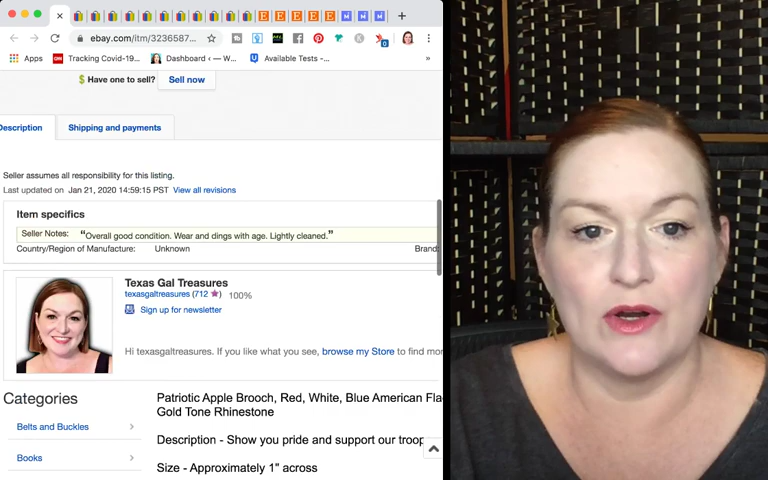 ebay.com/itm/3236587...
Apps
CNN
Tracking Covid-19...
Dashboard ‹ — W...
Available Tests -...
»
$ Have one to sell?
Sell now
Description
Shipping and payments
Seller assumes all responsibility for this listing.
Last updated on Jan 21, 2020 14:59:15 PST View all revisions
Item specifics
Seller Notes: “Overall good condition. Wear and dings with age. Lightly cleaned.”
Country/Region of Manufacture: Unknown Brand:
Texas Gal Treasures
texasgaltreasures (712 ★) 100%
Sign up for newsletter
Hi texasgaltreasures. If you like what you see, browse my Store to find mor
Categories
Patriotic Apple Brooch, Red, White, Blue American Fla
Gold Tone Rhinestone
Belts and Buckles
Description - Show you pride and support our troop
Books
Size - Approximately 1" across